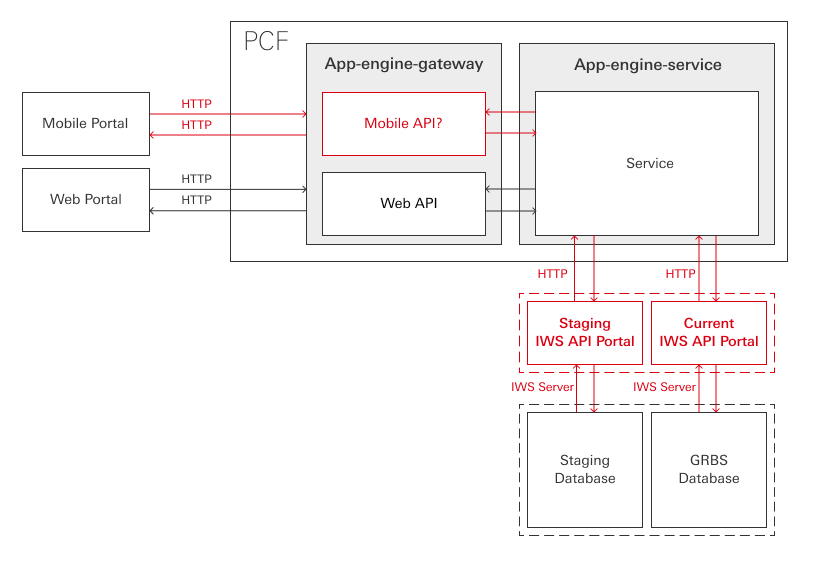 PCF
App-engine-gateway
App-engine-service
HTTP
HTTP
Mobile Portal
Mobile API?
Service
HTTP
HTTP
Web Portal
Web API
HTTP
HTTP
Staging
IWS API Portal
Current
IWS API Portal
IWS Server
IWS Server
Staging
Database
GRBS
Database